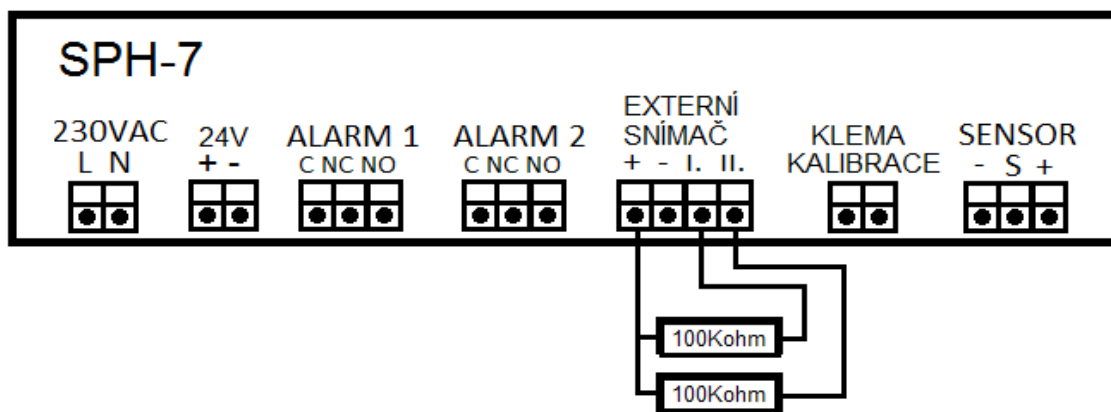 SPH-7
230VAC
L N
24V
+ -
ALARM 1
C NC NO
ALARM 2
C NC NO
EXTERNÍ
SNÍMAČ
+ - I. II.
KLEMA
KALIBRACE
SENSOR
- S +
100Kohm
100Kohm